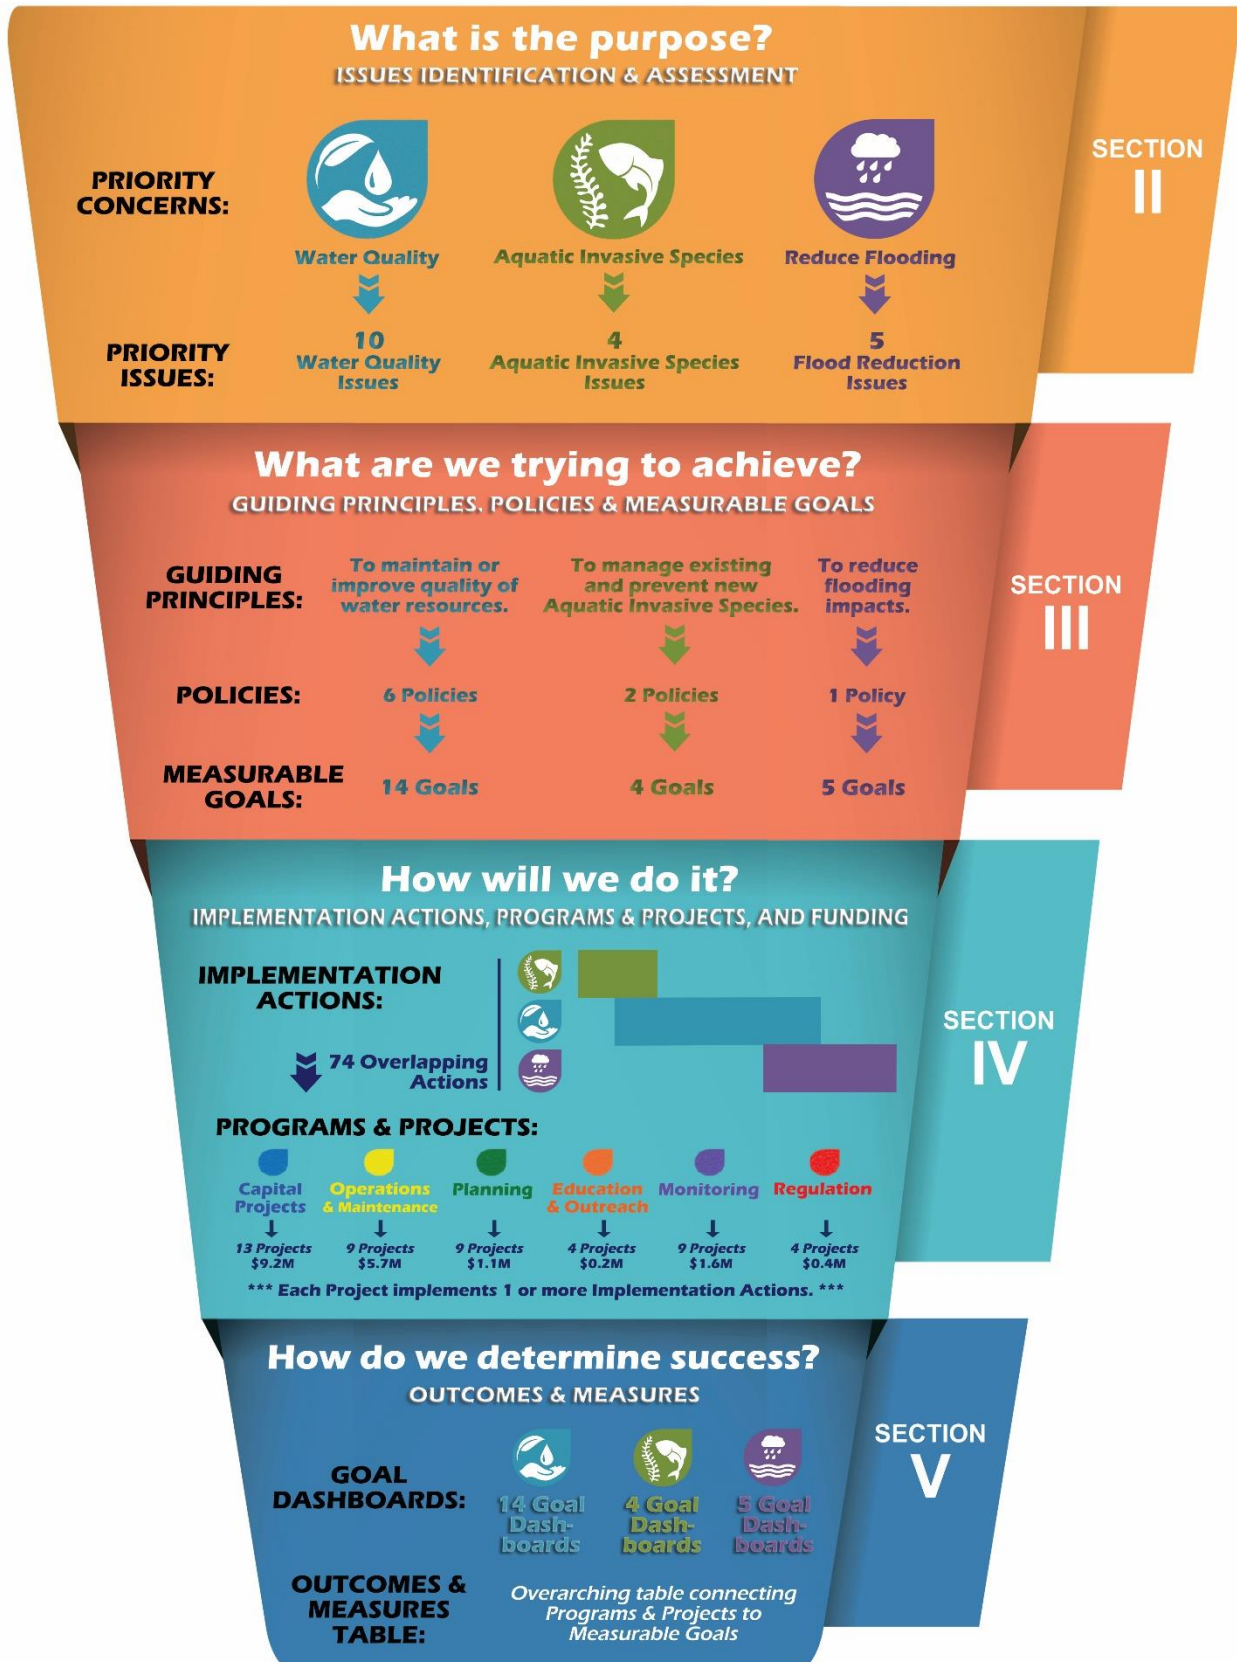 What is the purpose?
ISSUES IDENTIFICATION & ASSESSMENT
SECTION
II
PRIORITY
CONCERNS:
Water Quality
Aquatic Invasive Species
Reduce Flooding
PRIORITY
ISSUES:
10
Water Quality
Issues
4
Aquatic Invasive Species
Issues
5
Flood Reduction
Issues
What are we trying to achieve?
GUIDING PRINCIPLES. POLICIES & MEASURABLE GOALS
SECTION
III
GUIDING
PRINCIPLES:
To maintain or
improve quality of
water resources.
To manage existing
and prevent new
Aquatic Invasive Species.
To reduce
flooding
impacts.
POLICIES:
6 Policies
2 Policies
1 Policy
MEASURABLE
GOALS:
14 Goals
4 Goals
5 Goals
How will we do it?
IMPLEMENTATION ACTIONS, PROGRAMS & PROJECTS, AND FUNDING
SECTION
IV
IMPLEMENTATION
ACTIONS:
74 Overlapping
Actions
PROGRAMS & PROJECTS:
Capital
Projects
Operations
& Maintenance
Planning
Education
& Outreach
Monitoring
Regulation
13 Projects
$9.2M
9 Projects
$5.7M
9 Projects
$1.1M
4 Projects
$0.2M
9 Projects
$1.6M
4 Projects
$0.4M
*** Each Project implements 1 or more Implementation Actions. ***
How do we determine success?
OUTCOMES & MEASURES
SECTION
V
GOAL
DASHBOARDS:
14 Goal
Dash-
boards
4 Goal
Dash-
boards
5 Goal
Dash-
boards
OUTCOMES &
MEASURES
TABLE:
Overarching table connecting
Programs & Projects to
Measurable Goals